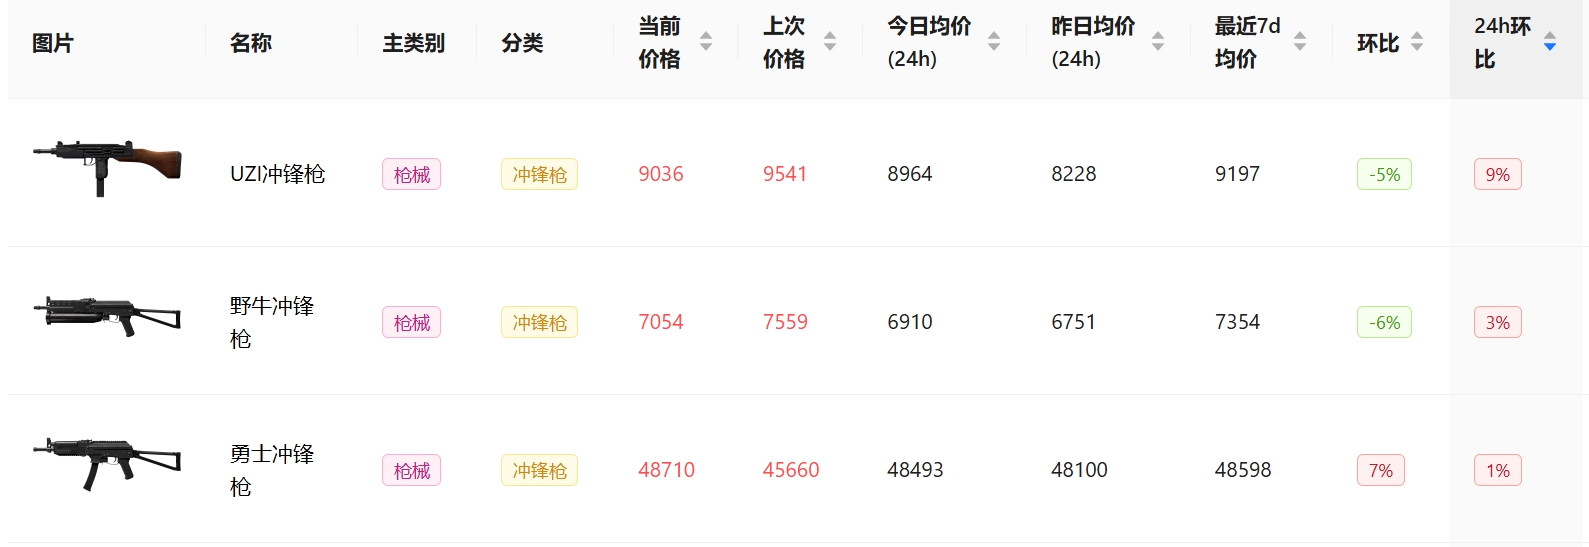 图片 名称 主类别 分类 当前价格 上次价格 今日均价(24h) 昨日均价(24h) 最近7d均价 环比 24h环比
UZI冲锋枪 枪械 冲锋枪 9036 9541 8964 8228 9197 -5% 9%
野牛冲锋枪 枪械 冲锋枪 7054 7559 6910 6751 7354 -6% 3%
勇士冲锋枪 枪械 冲锋枪 48710 45660 48493 48100 48598 7% 1%